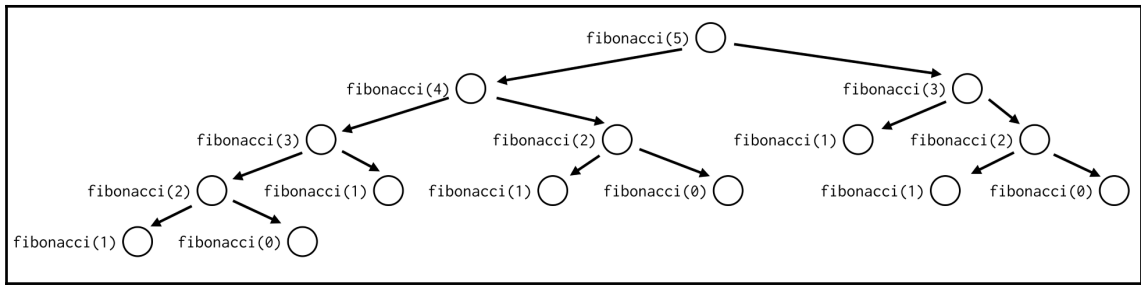 fibonacci(5)
fibonacci(4) fibonacci(3)
fibonacci(3) fibonacci(2) fibonacci(1) fibonacci(2)
fibonacci(2) fibonacci(1) fibonacci(1) fibonacci(0) fibonacci(1) fibonacci(0)
fibonacci(1) fibonacci(0)